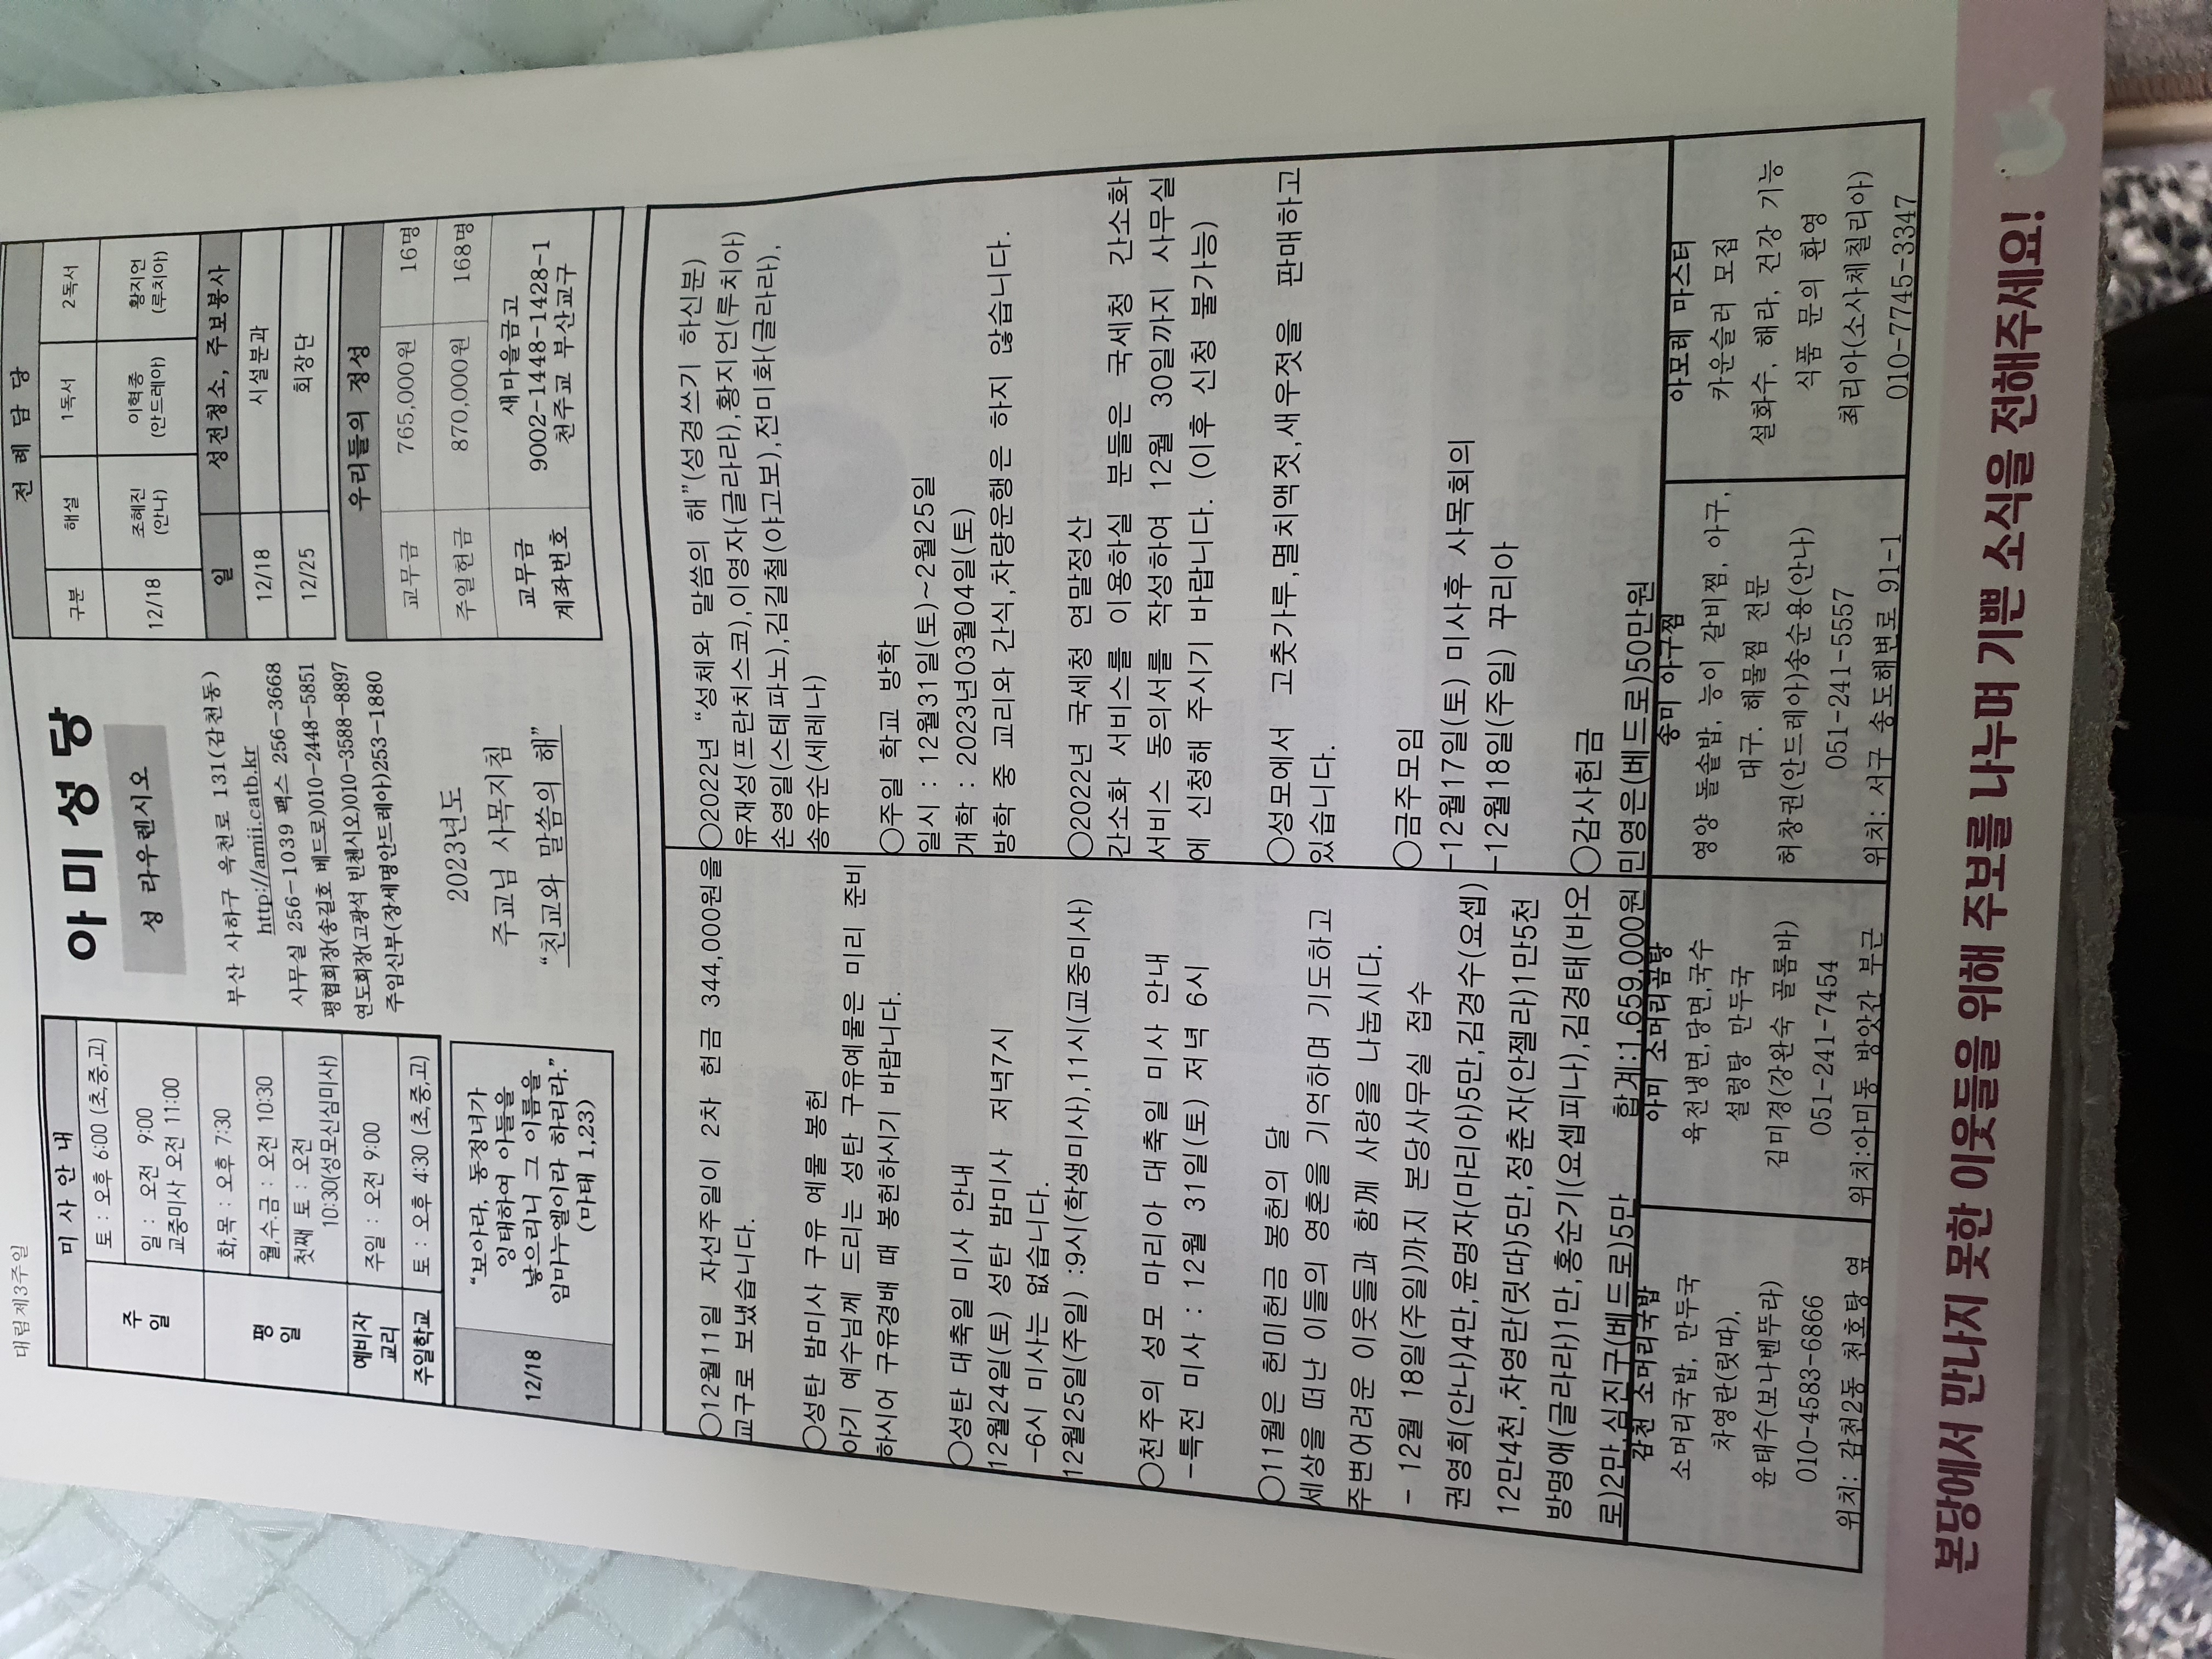 대림제3주일
미 사 안 내
주일
토 : 오후 6:00 (초,중,고)
일 : 오전 9:00
교중미사 오전 11:00
평일
화,목 : 오후 7:30
월,수,금 : 오전 10:30
첫째 토 : 오전
10:30(성모신심미사)
예비자 교리
주일 : 오전 9:00
주일학교
토 : 오후 4:30 (초,중,고)
12/18
“보아라, 동정녀가
잉태하여 아들을
낳으리니 그 이름을
임마누엘이라 하리라.”
(마태 1,23)
아 미 성 당
성 라우렌시오
부산 사하구 옥천로 131(감천동)
http://amii.catb.kr
사무실 256-1039 팩스 256-3668
평협회장(송길호 베드로)010-2448-5851
연도회장(고광석 빈첸시오)010-3588-8897
주임신부(장세명안드레아)253-1880
2023년도
주교님 사목지침
“친교와 말씀의 해”
전 례 담 당
구분 해설 1독서 2독서
12/18 조혜진(안나) 이혁종(안드레아) 황지언(루치아)
일 성전청소, 주보봉사
12/18 시설분과
12/25 회장단
우리들의 정성
교무금 765,000원 16명
주일헌금 870,000원 168명
교무금 계좌번호
새마을금고
9002-1448-1428-1
천주교 부산교구
○12월11일 자선주일이 2차 헌금 344,000원을
교구로 보냈습니다.
○성탄 밤미사 구유 예물 봉헌
아기 예수님께 드리는 성탄 구유예물은 미리 준비
하시어 구유경배 때 봉헌하시기 바랍니다.
○성탄 대축일 미사 안내
12월24일(토) 성탄 밤미사 저녁7시
-6시 미사는 없습니다.
12월25일(주일) :9시(학생미사),11시(교중미사)
○천주의 성모 마리아 대축일 미사 안내
-특전 미사 : 12월 31일(토) 저녁 6시
○11월은 헌미헌금 봉헌의 달.
세상을 떠난 이들의 영혼을 기억하며 기도하고
주변어려운 이웃들과 함께 사랑을 나눕시다.
- 12월 18일(주일)까지 본당사무실 접수
권영희(안나)4만,윤명자(마리아)5만,김경수(요셉)
12만4천,차영란(릿따)5만,정춘자(안젤라)1만5천
방명애(글라라)1만,홍순기(요셉피나),김경태(바오
로)2만,심진구(베드로)5만 합계:1,659,000원
○2022년 “성체와 말씀의 해”(성경쓰기 하신분)
유재성(프란치스코),이영자(글라라),황지언(루치아)
손영일(스테파노),김길철(야고보),전미화(글라라),
송유순(세레나)
○주일 학교 방학
일시 : 12월31일(토)~2월25일
개학 : 2023년03월04일(토)
방학 중 교리와 간식,차량운행은 하지 않습니다.
○2022년 국세청 연말정산
간소화 서비스를 이용하실 분들은 국세청 간소화
서비스 동의서를 작성하여 12월 30일까지 사무실
에 신청해 주시기 바랍니다. (이후 신청 불가능)
○성모에서 고춧가루,멸치액젓,새우젓을 판매하고
있습니다.
○금주모임
-12월17일(토) 미사후 사목회의
-12월18일(주일) 꾸리아
○감사헌금
민영은(베드로)50만원
감천 소머리국밥
소머리국밥, 만두국
차영란(릿따),
윤태수(보나벤뚜라)
010-4583-6866
위치: 감천2동 천호탕 옆
아미 소머리곰탕
육전냉면,당면,국수
설렁탕 만두국
김미경(강완숙 골롬바)
051-241-7454
위치:아미동 방앗간 부근
송미 아구찜
영양 돌솥밥, 능이 갈비찜, 아구,
대구. 해물찜 전문
허창권(안드레아)송순용(안나)
051-241-5557
위치: 서구 송도해변로 91-1
아모레 마스터
카운슬러 모집
설화수, 해라, 건강 기능
식품 문의 환영
최리아(소사체칠리아)
010-7745-3347
본당에서 만나지 못한 이웃들을 위해 주보를 나누며 기쁜 소식을 전해주세요!